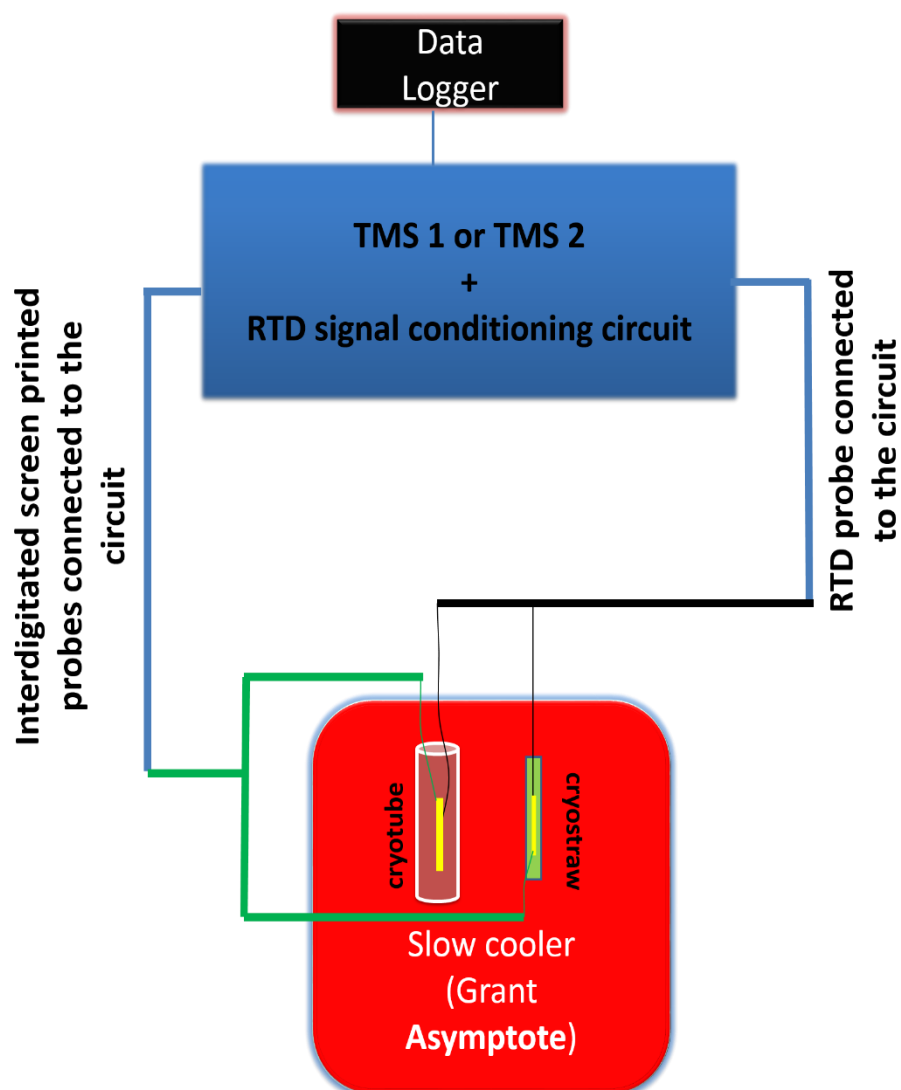 Data
Logger
TMS 1 or TMS 2
+
RTD signal conditioning circuit
Interdigitated screen printed
probes connected to the
circuit
RTD probe connected
to the circuit
cryotube
cryostraw
Slow cooler
(Grant
Asymptote)